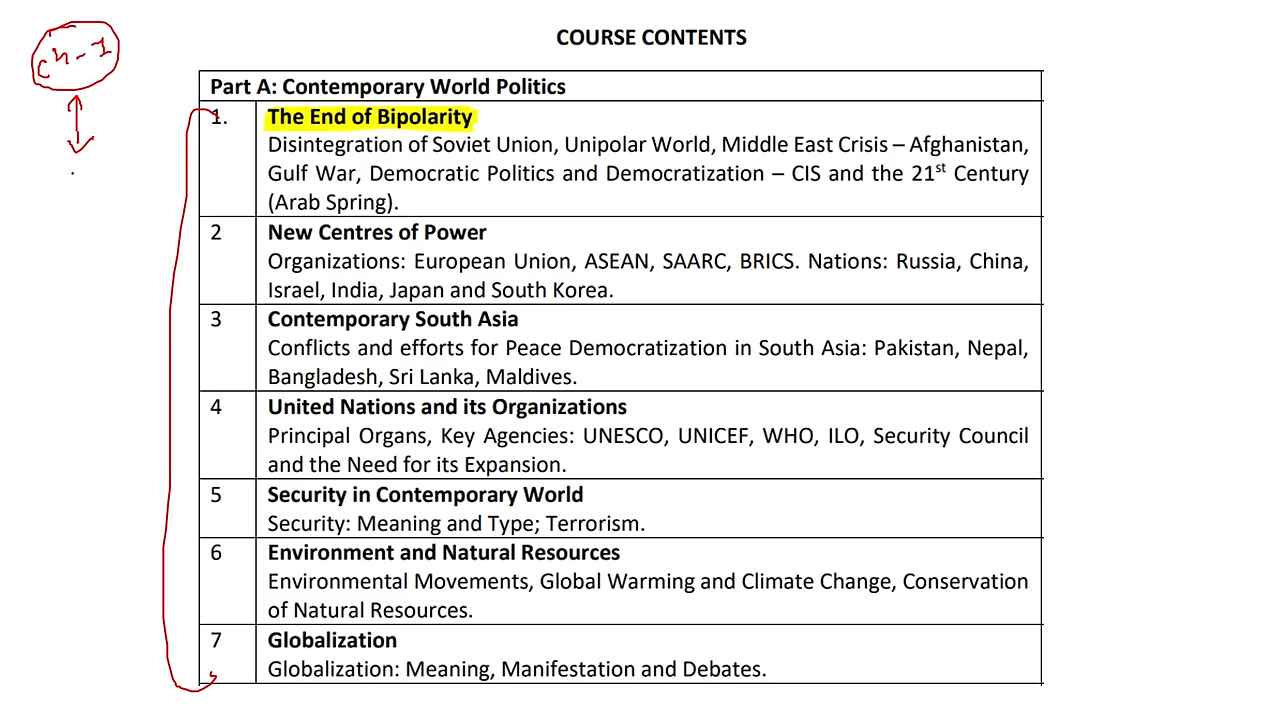 COURSE CONTENTS
Ch-1
Part A: Contemporary World Politics
1. The End of Bipolarity
Disintegration of Soviet Union, Unipolar World, Middle East Crisis – Afghanistan,
Gulf War, Democratic Politics and Democratization – CIS and the 21st Century
(Arab Spring).
2 New Centres of Power
Organizations: European Union, ASEAN, SAARC, BRICS. Nations: Russia, China,
Israel, India, Japan and South Korea.
3 Contemporary South Asia
Conflicts and efforts for Peace Democratization in South Asia: Pakistan, Nepal,
Bangladesh, Sri Lanka, Maldives.
4 United Nations and its Organizations
Principal Organs, Key Agencies: UNESCO, UNICEF, WHO, ILO, Security Council
and the Need for its Expansion.
5 Security in Contemporary World
Security: Meaning and Type; Terrorism.
6 Environment and Natural Resources
Environmental Movements, Global Warming and Climate Change, Conservation
of Natural Resources.
7 Globalization
Globalization: Meaning, Manifestation and Debates.